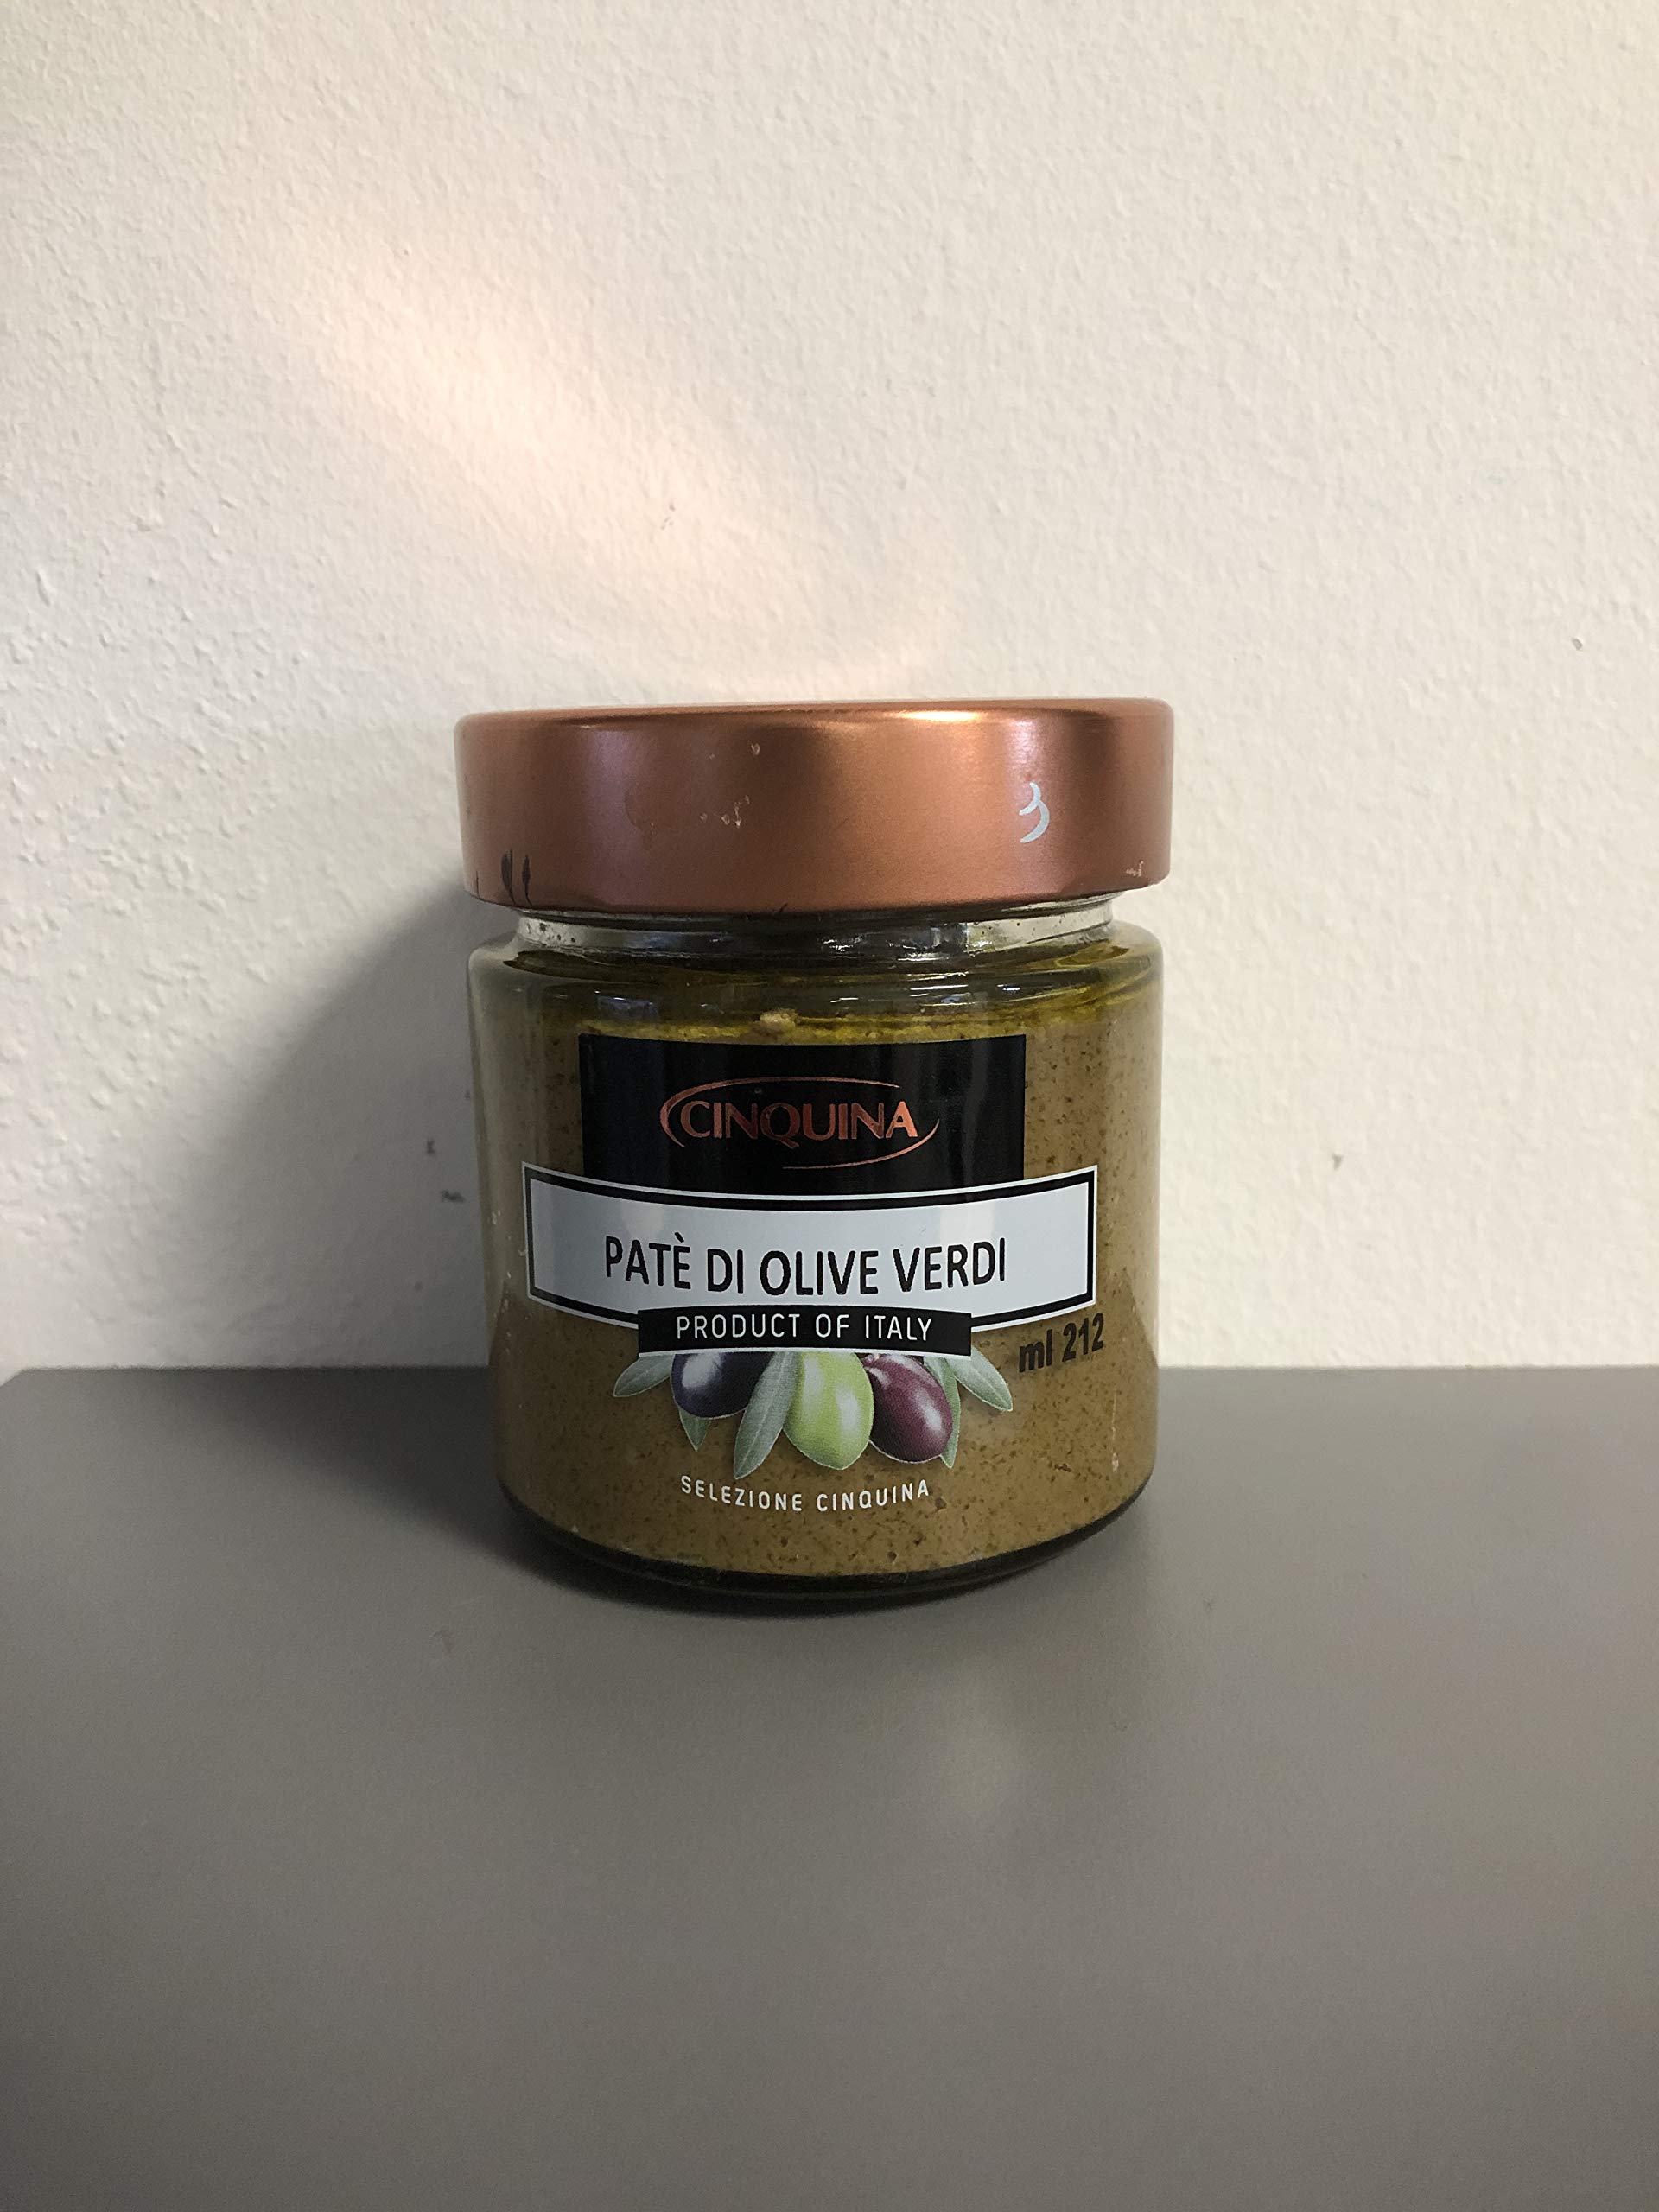 CINQUINA
PATÈ DI OLIVE VERDI
PRODUCT OF ITALY
ml 212
SELEZIONE CINQUINA